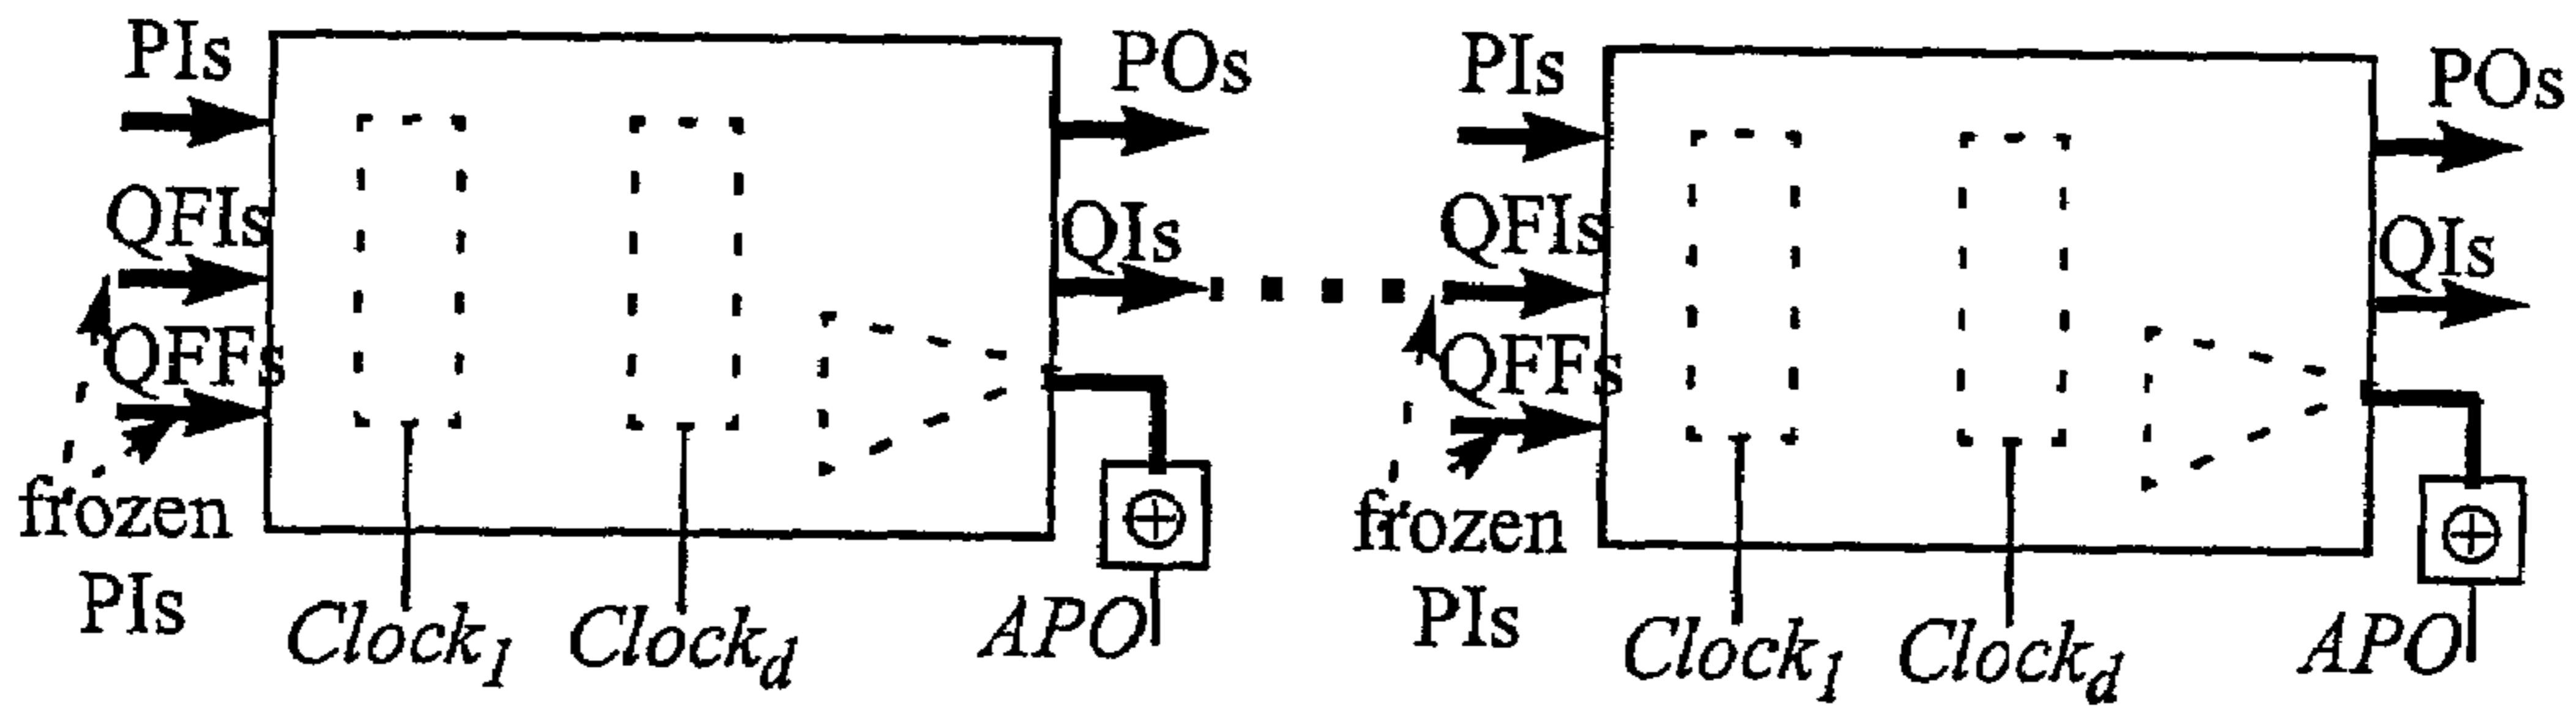 PIs
POs
PIs
POs
QFIs
QIs
QFIs
QIs
QFFs
QFFs
frozen
PIs
frozen
PIs
Clock1
Clockd
APO
Clock1
Clockd
APO